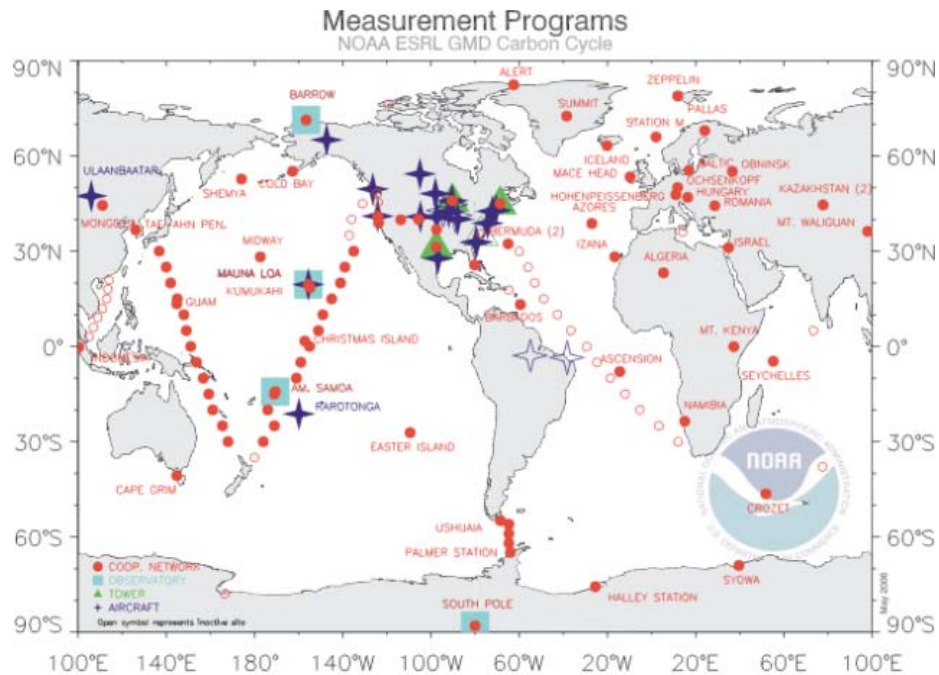 Measurement Programs
NOAA ESRL GMD Carbon Cycle
90°N
60°N
30°N
0°
30°S
60°S
90°S
90°N
60°N
30°N
0°
30°S
60°S
90°S
ALERT
ZEPPELIN
BARROW
SUMMIT
PALLAS
STATION M
ICELAND
BALTIC
OBNINSK
ULAANBAATAR
COLD BAY
MACE HEAD
OCHSENKOPF
SHEMYA
HOHENPEISSENBERG
HUNGARY
KAZAKHSTAN (2)
AZORES
ROMANIA
TAE-AHN PEN.
MT. WALIGUAN
MIDWAY
BERMUDA (2)
IZANA
ISRAEL
MAUNA LOA
ALGERIA
KUMUKAHI
GUAM
BARBADOS
CHRISTMAS ISLAND
MT. KENYA
INDONESIA
ASCENSION
SEYCHELLES
AM. SAMOA
RAROTONGA
NAMIBIA
EASTER ISLAND
NOAA
CAPE GRIM
CROZET
USHUAIA
PALMER STATION
COOP. NETWORK
OBSERVATORY
TOWER
AIRCRAFT
Open symbol represents inactive site
SOUTH POLE
HALLEY STATION
SYOWA
May 2006
100°E
140°E
180°
140°W
100°W
60°W
20°W
20°E
60°E
100°E